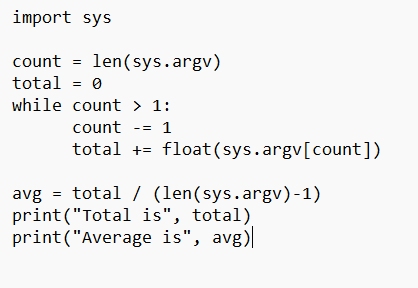 import sys
count = len(sys.argv)
total = 0
while count > 1:
      count -= 1
      total += float(sys.argv[count])
avg = total / (len(sys.argv)-1)
print("Total is", total)
print("Average is", avg)